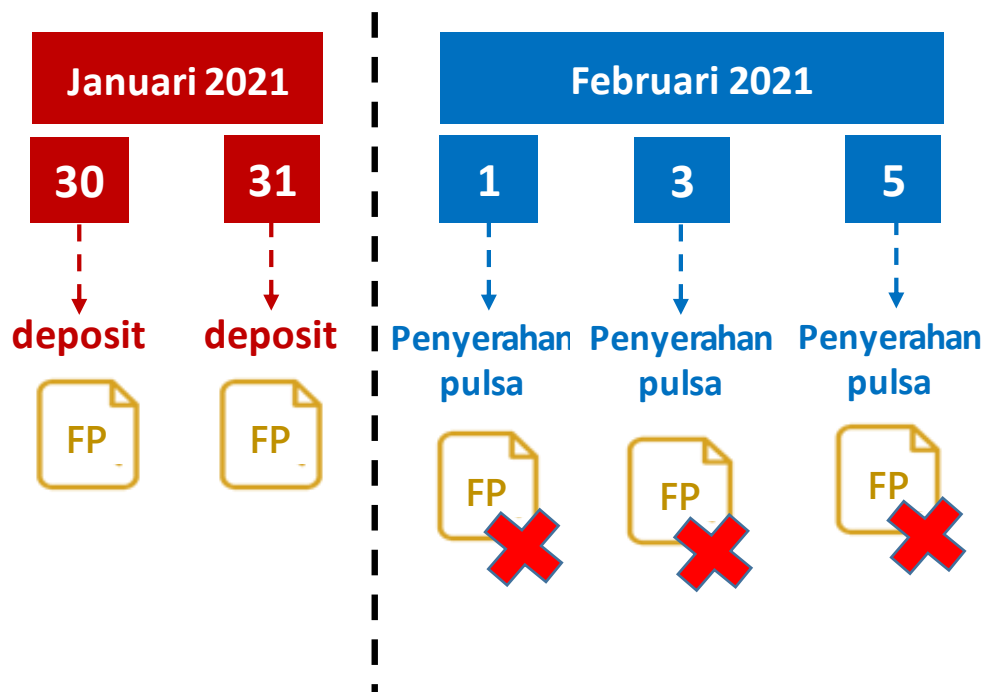 Januari 2021
Februari 2021
30
31
1
3
5
deposit
deposit
Penyerahan
pulsa
Penyerahan
pulsa
Penyerahan
pulsa
FP
FP
FP
FP
FP